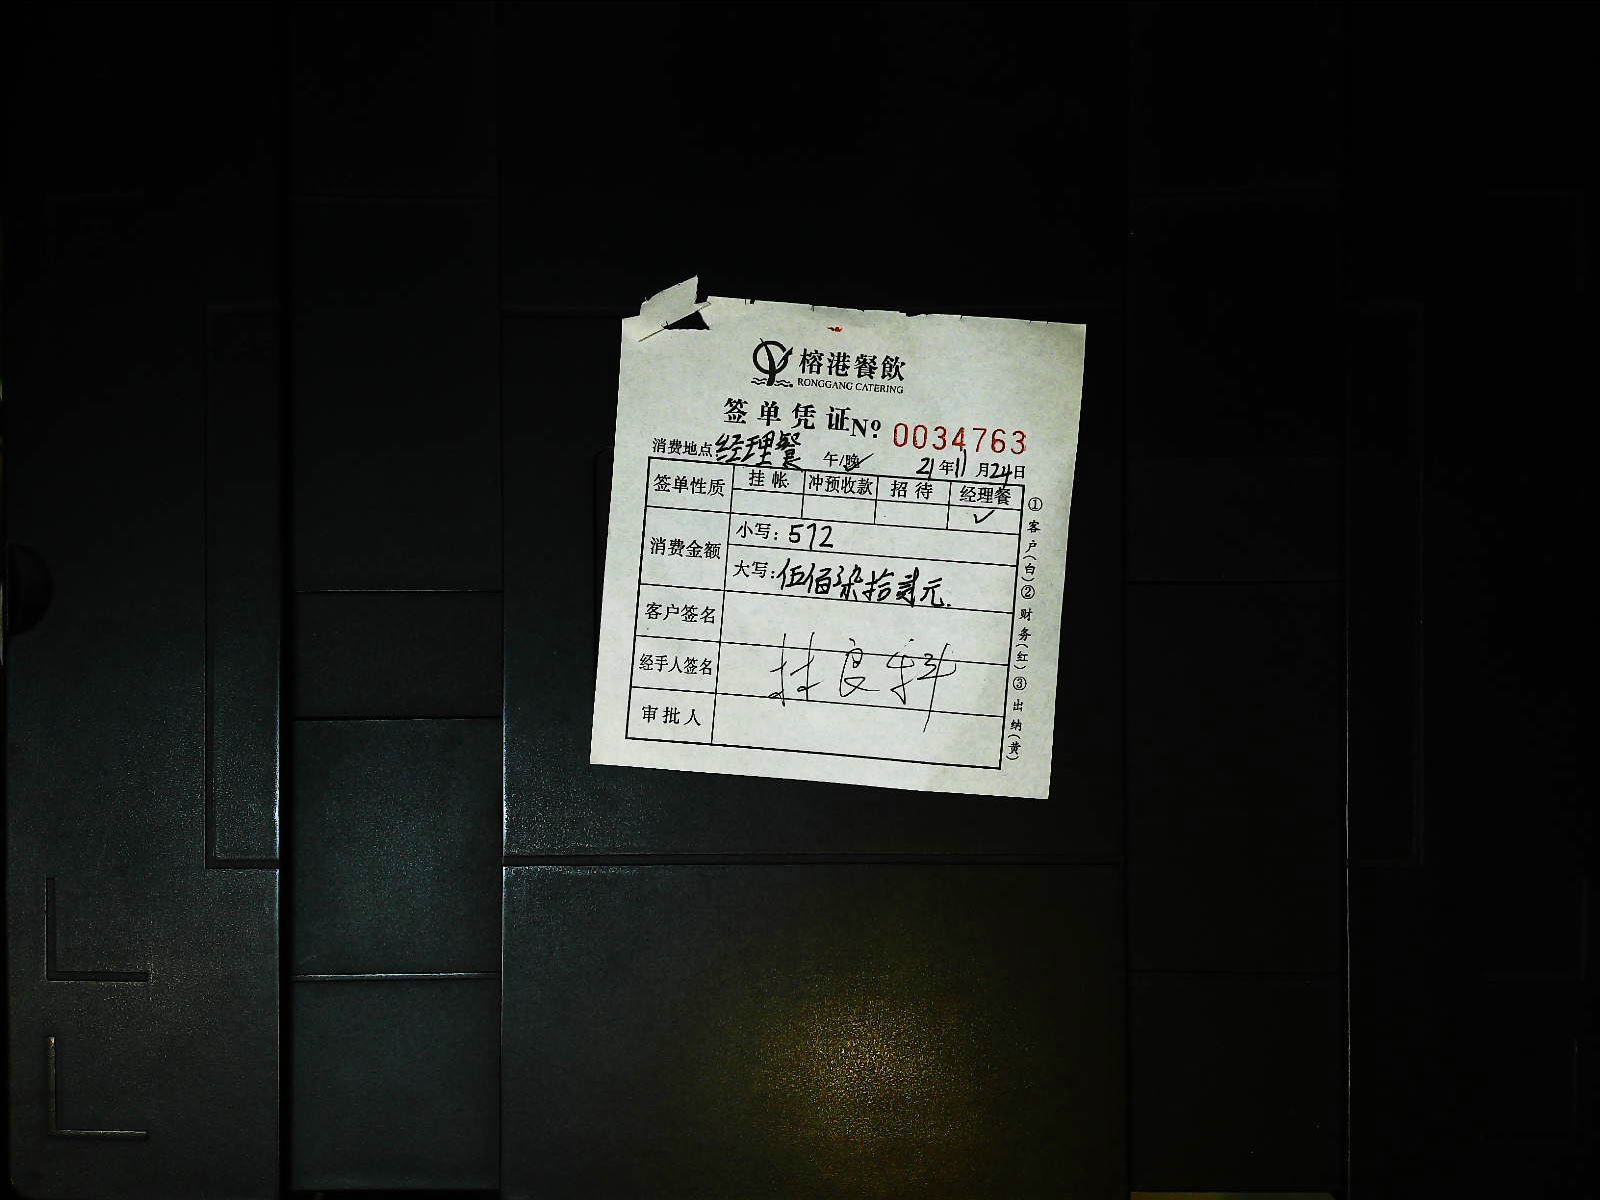 榕港餐飲
RONGGANG CATERING
签单凭证 Nº 0034763
消费地点 经理餐 午/晚✓ 21年11月24日
签单性质 挂帐 冲预收款 招待 经理餐
✓
消费金额 小写：572
大写：伍佰柒拾贰元.
客户签名
经手人签名
审批人
①客户（白）②财务（红）③出纳（黄）